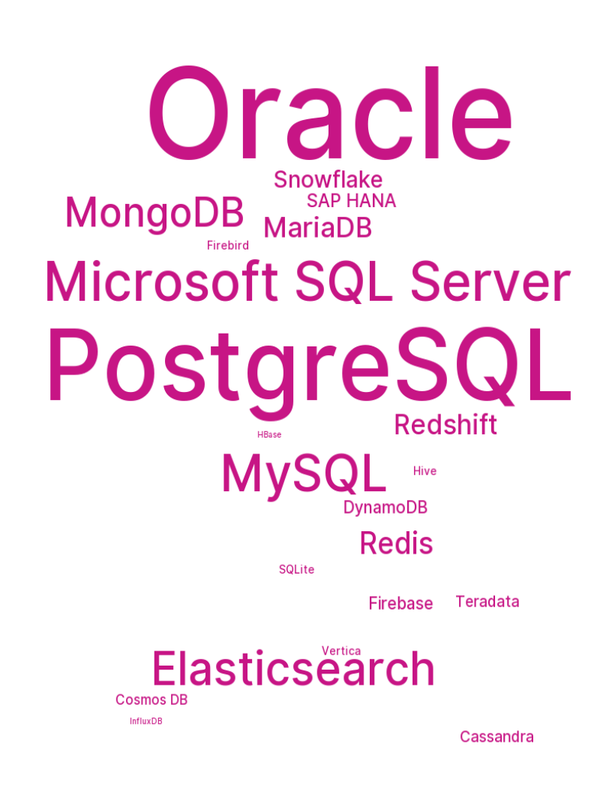 Oracle
Snowflake
SAP HANA
MongoDB
MariaDB
Firebird
Microsoft SQL Server
PostgreSQL
Redshift
HBase
MySQL
Hive
DynamoDB
Redis
SQLite
Firebase
Teradata
Vertica
Elasticsearch
Cosmos DB
InfluxDB
Cassandra